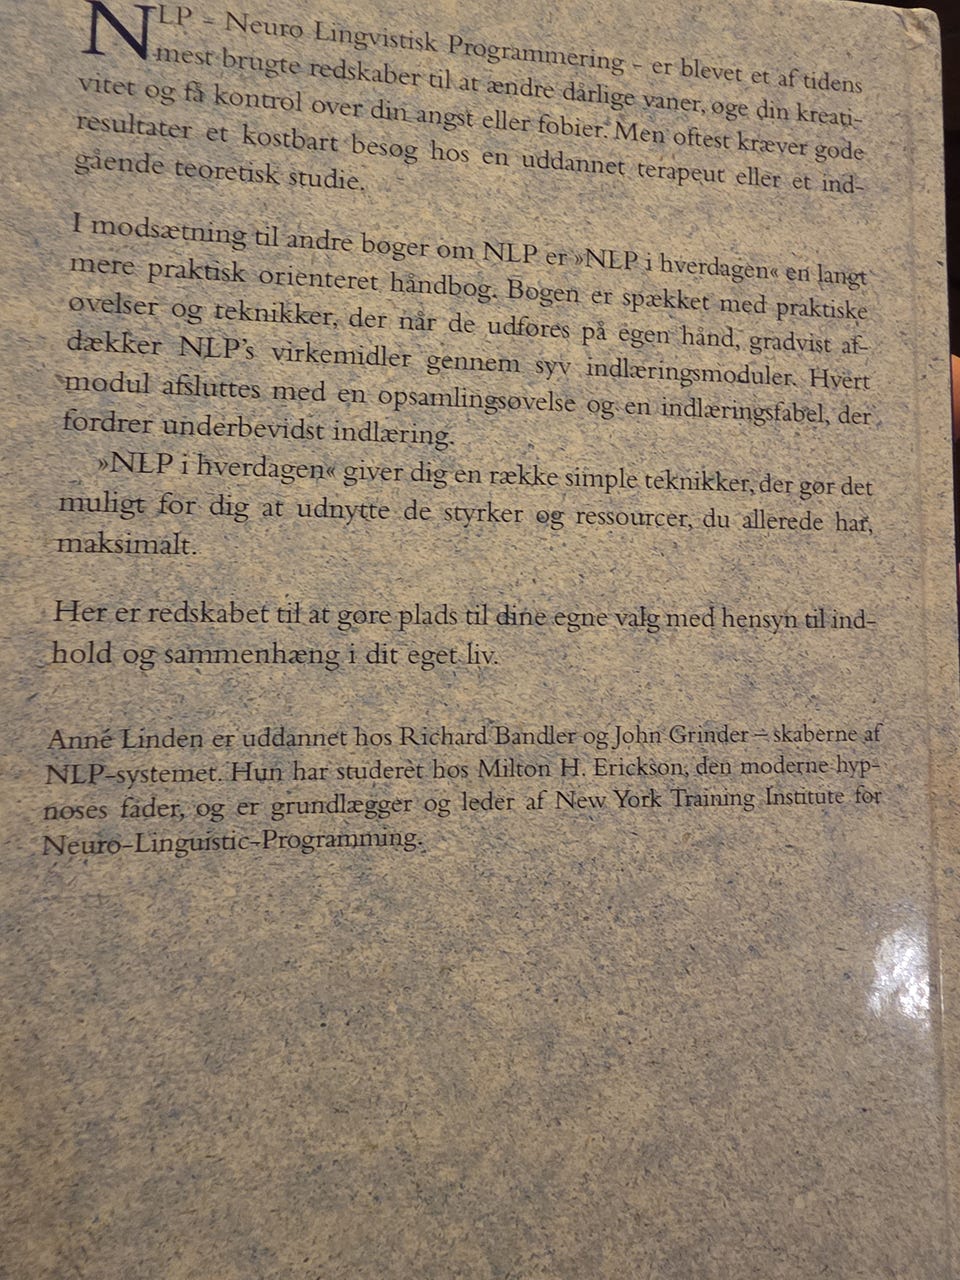 NLP - Neuro Lingvistisk Programmering - er blevet et af tidens
mest brugte redskaber til at ændre dårlige vaner, øge din kreati-
vitet og få kontrol over din angst eller fobier. Men oftest kræver gode
resultater et kostbart besøg hos en uddannet terapeut eller et ind-
gående teoretisk studie.
I modsætning til andre bøger om NLP er »NLP i hverdagen« en langt
mere praktisk orienteret håndbog. Bogen er spækket med praktiske
øvelser og teknikker, der når de udføres på egen hånd, gradvist af-
dækker NLP's virkemidler gennem syv indlæringsmoduler. Hvert
modul afsluttes med en opsamlingsøvelse og en indlæringsfabel, der
fordrer underbevidst indlæring.
»NLP i hverdagen« giver dig en række simple teknikker, der gør det
muligt for dig at udnytte de styrker og ressourcer, du allerede har,
maksimalt.
Her er redskabet til at gøre plads til dine egne valg med hensyn til ind-
hold og sammenhæng i dit eget liv.
Anné Linden er uddannet hos Richard Bandler og John Grinder – skaberne af
NLP-systemet. Hun har studeret hos Milton H. Erickson, den moderne hyp-
noses fader, og er grundlægger og leder af New York Training Institute for
Neuro-Linguistic-Programming.